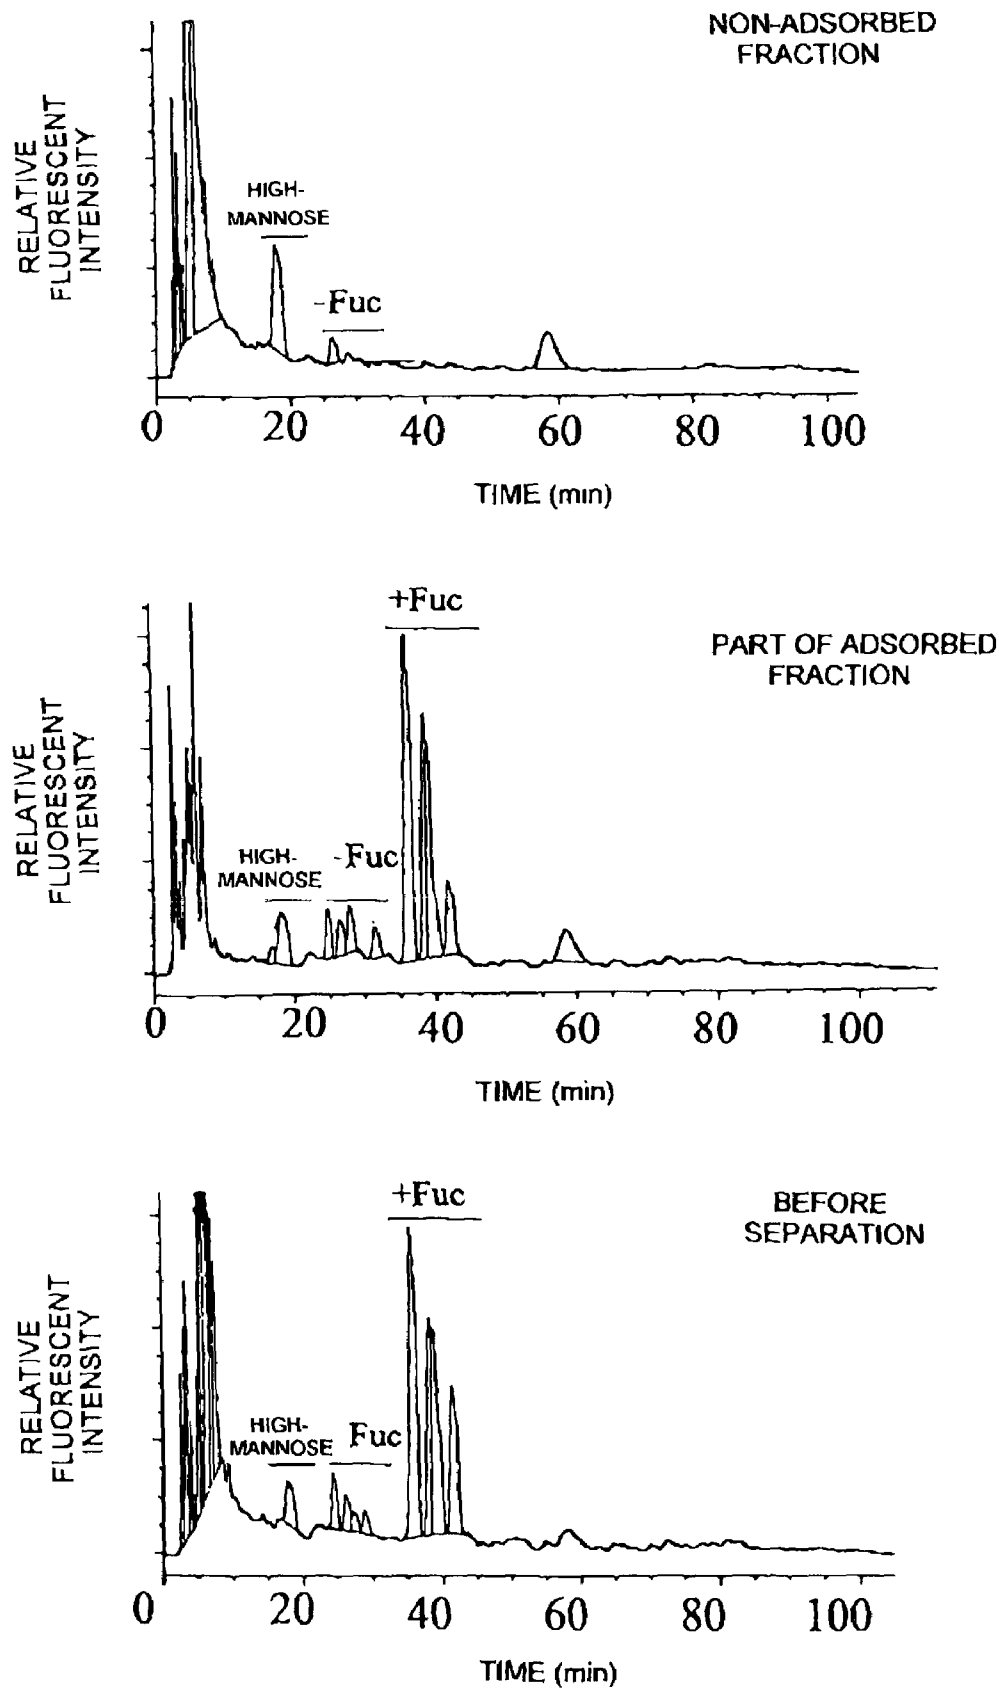 NON-ADSORBED
FRACTION
RELATIVE
FLUORESCENT
INTENSITY
HIGH-
MANNOSE
-Fuc
0 20 40 60 80 100
TIME (min)
+Fuc
PART OF ADSORBED
FRACTION
RELATIVE
FLUORESCENT
INTENSITY
HIGH-
MANNOSE
-Fuc
0 20 40 60 80 100
TIME (min)
+Fuc
BEFORE
SEPARATION
RELATIVE
FLUORESCENT
INTENSITY
HIGH-
MANNOSE
Fuc
0 20 40 60 80 100
TIME (min)